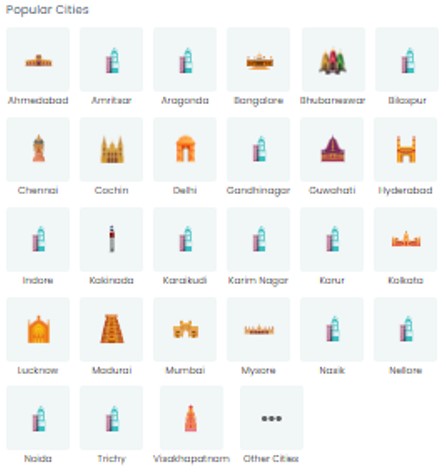 Popular Cities
Ahmedabad Amritsar Aragonda Bangalore Bhubaneswar Bilaspur
Chennai Cochin Delhi Gandhinagar Guwahati Hyderabad
Indore Kakinada Karaikudi Karim Nagar Karur Kolkata
Lucknow Madurai Mumbai Mysore Nasik Nellore
Noida Trichy Visakhapatnam Other Cities